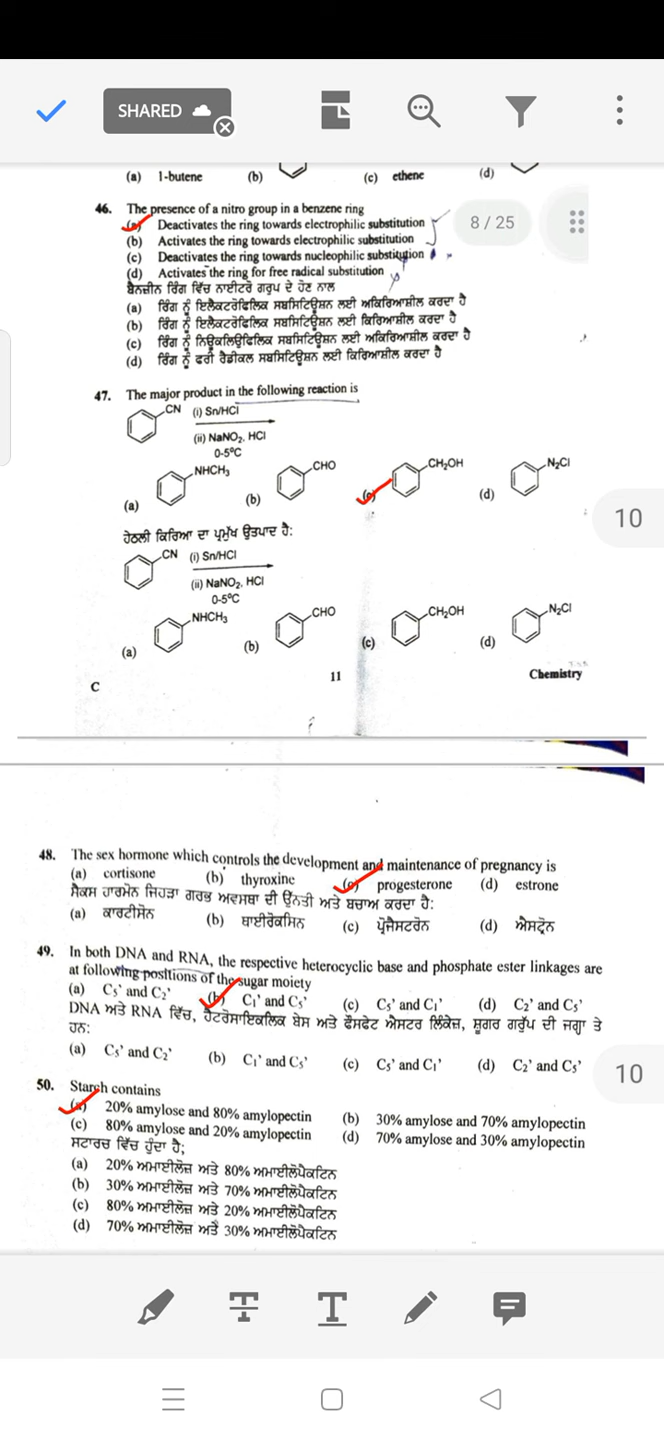 SHARED
(a) 1-butene (b) (c) ethene (d)
8 / 25
46. The presence of a nitro group in a benzene ring
(a) Deactivates the ring towards electrophilic substitution
(b) Activates the ring towards electrophilic substitution
(c) Deactivates the ring towards nucleophilic substitution
(d) Activates the ring for free radical substitution
ਬੈਨਜ਼ੀਨ ਰਿੰਗ ਵਿੱਚ ਨਾਈਟਰੋ ਗਰੁਪ ਦੇ ਹੋਣ ਨਾਲ
(a) ਰਿੰਗ ਨੂੰ ਇਲੈਕਟਰੋਫਿਲਿਕ ਸਬਸਿਟਿਊਸ਼ਨ ਲਈ ਅਕਿਰਿਆਸ਼ੀਲ ਕਰਦਾ ਹੈ
(b) ਰਿੰਗ ਨੂੰ ਇਲੈਕਟਰੋਫਿਲਿਕ ਸਬਸਿਟਿਊਸ਼ਨ ਲਈ ਕਿਰਿਆਸ਼ੀਲ ਕਰਦਾ ਹੈ
(c) ਰਿੰਗ ਨੂੰ ਨਿਊਕਲਿਓਫਿਲਿਕ ਸਬਸਿਟਿਊਸ਼ਨ ਲਈ ਅਕਿਰਿਆਸ਼ੀਲ ਕਰਦਾ ਹੈ
(d) ਰਿੰਗ ਨੂੰ ਫਰੀ ਰੈਡੀਕਲ ਸਬਸਿਟਿਊਸ਼ਨ ਲਈ ਕਿਰਿਆਸ਼ੀਲ ਕਰਦਾ ਹੈ
47. The major product in the following reaction is
CN (i) Sn/HCl
(ii) NaNO₂, HCl
0-5°C
(a) NHCH₃ (b) CHO (c) CH₂OH (d) N₂Cl
10
ਹੇਠਲੀ ਕਿਰਿਆ ਦਾ ਪ੍ਰਮੁੱਖ ਉਤਪਾਦ ਹੈ:
CN (i) Sn/HCl
(ii) NaNO₂, HCl
0-5°C
(a) NHCH₃ (b) CHO (c) CH₂OH (d) N₂Cl
C 11 Chemistry
48. The sex hormone which controls the development and maintenance of pregnancy is
(a) cortisone (b) thyroxine (c) progesterone (d) estrone
ਸੈਕਸ ਹਾਰਮੋਨ ਜਿਹੜਾ ਗਰਭ ਅਵਸਥਾ ਦੀ ਉੱਨਤੀ ਅਤੇ ਬਚਾਅ ਕਰਦਾ ਹੈ:
(a) ਕਾਰਟੀਸੋਨ (b) ਥਾਈਰੋਕਸਿਨ (c) ਪ੍ਰੋਜੈਸਟਰੋਨ (d) ਐਸਟ੍ਰੋਨ
49. In both DNA and RNA, the respective heterocyclic base and phosphate ester linkages are
at following positions of the sugar moiety
(a) C₅' and C₂' (b) C₁' and C₅' (c) C₅' and C₁' (d) C₂' and C₅'
DNA ਅਤੇ RNA ਵਿੱਚ, ਹੈਟਰੋਸਾਇਕਲਿਕ ਬੇਸ ਅਤੇ ਫੌਸਫੇਟ ਐਸਟਰ ਲਿੰਕੇਜ਼, ਸ਼ੂਗਰ ਗਰੁੱਪ ਦੀ ਜਗ੍ਹਾ ਤੇ
ਹਨ:
(a) C₅' and C₂' (b) C₁' and C₅' (c) C₅' and C₁' (d) C₂' and C₅'
10
50. Starch contains
(a) 20% amylose and 80% amylopectin (b) 30% amylose and 70% amylopectin
(c) 80% amylose and 20% amylopectin (d) 70% amylose and 30% amylopectin
ਸਟਾਰਚ ਵਿੱਚ ਹੁੰਦਾ ਹੈ;
(a) 20% ਅਮਾਈਲੋਜ਼ ਅਤੇ 80% ਅਮਾਈਲੋਪੈਕਟਿਨ
(b) 30% ਅਮਾਈਲੋਜ਼ ਅਤੇ 70% ਅਮਾਈਲੋਪੈਕਟਿਨ
(c) 80% ਅਮਾਈਲੋਜ਼ ਅਤੇ 20% ਅਮਾਈਲੋਪੈਕਟਿਨ
(d) 70% ਅਮਾਈਲੋਜ਼ ਅਤੇ 30% ਅਮਾਈਲੋਪੈਕਟਿਨ